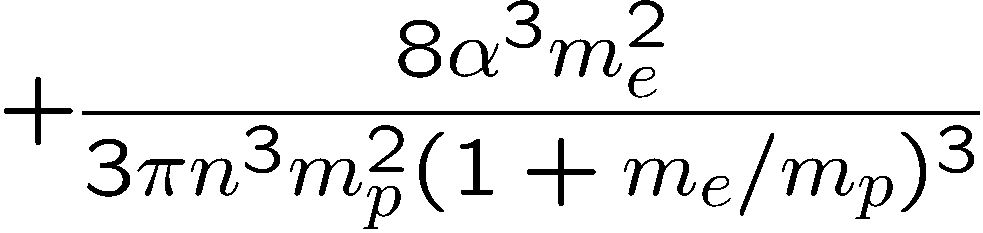 +\frac{8\alpha^3 m_e^2}{3\pi n^3 m_p^2 (1 + m_e/m_p)^3}